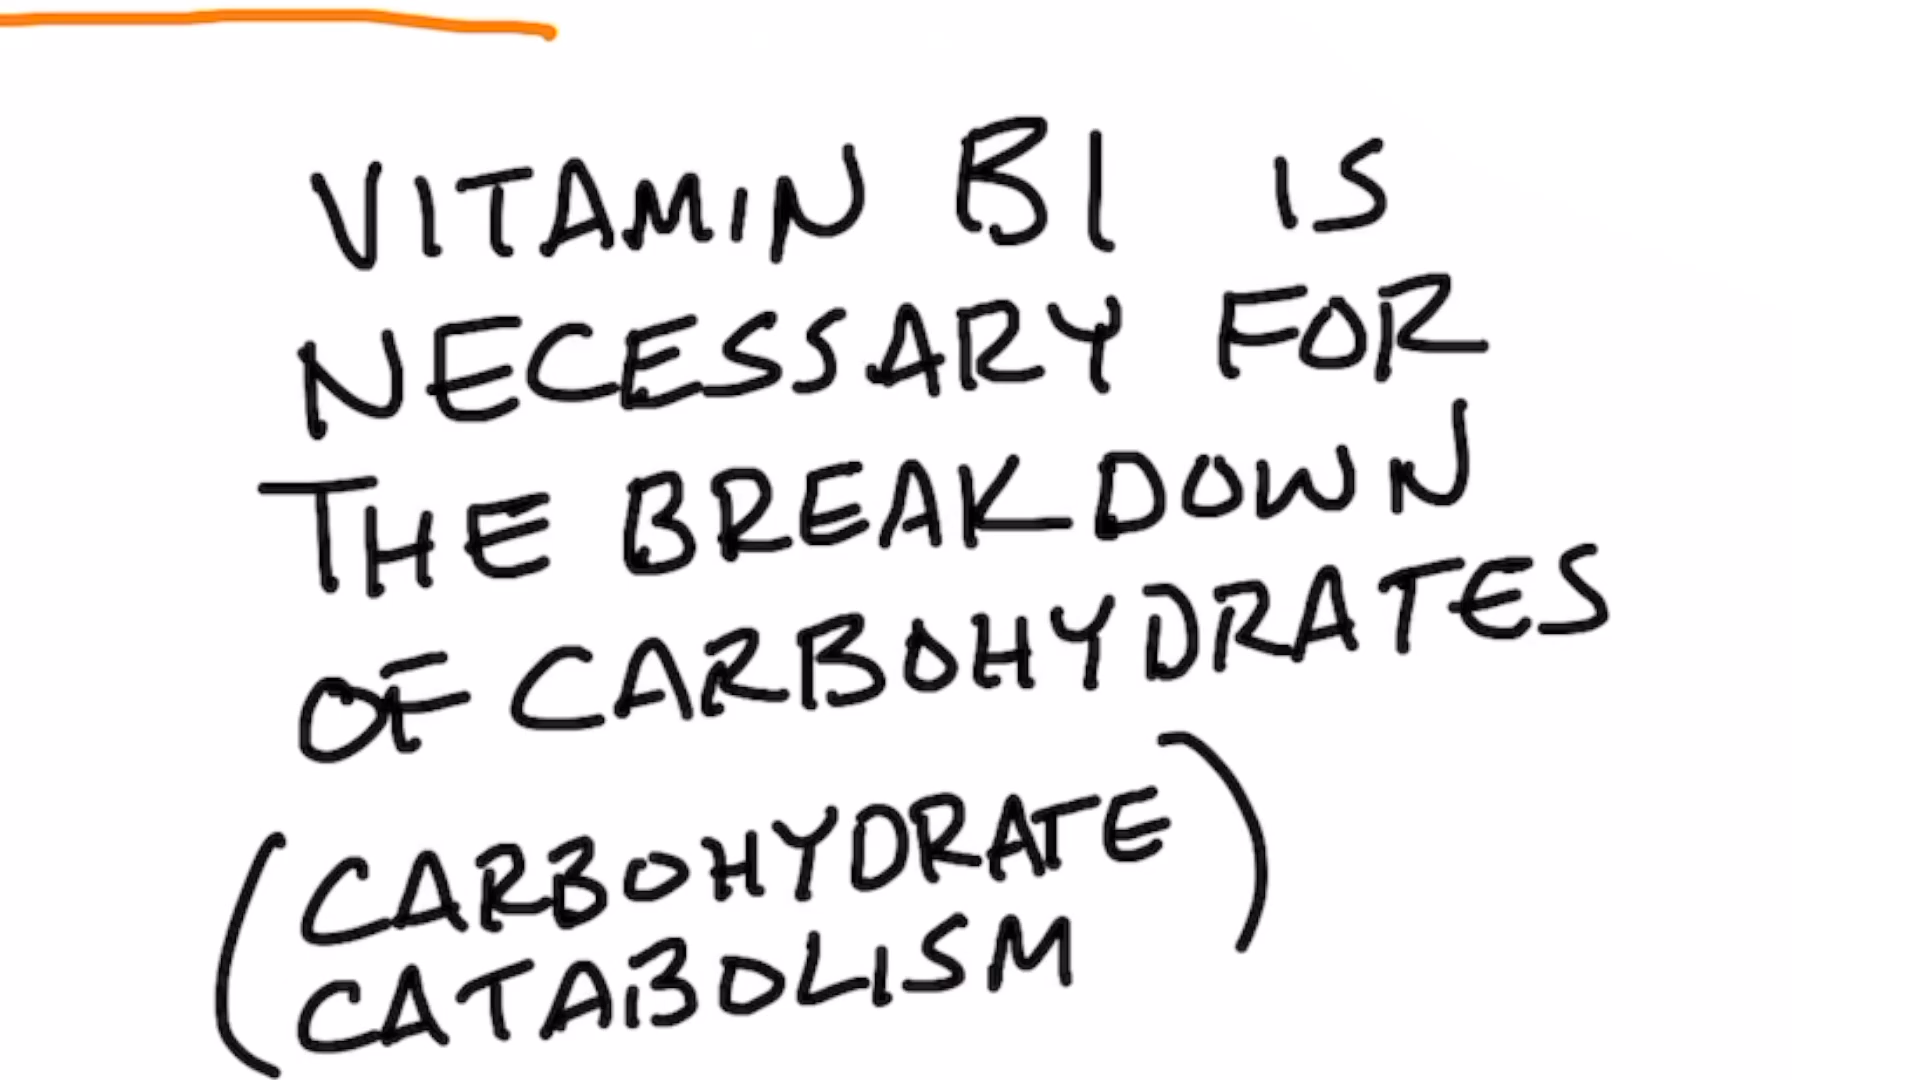 VITAMIN B1 IS
NECESSARY FOR
THE BREAKDOWN
OF CARBOHYDRATES
(CARBOHYDRATE
CATABOLISM)